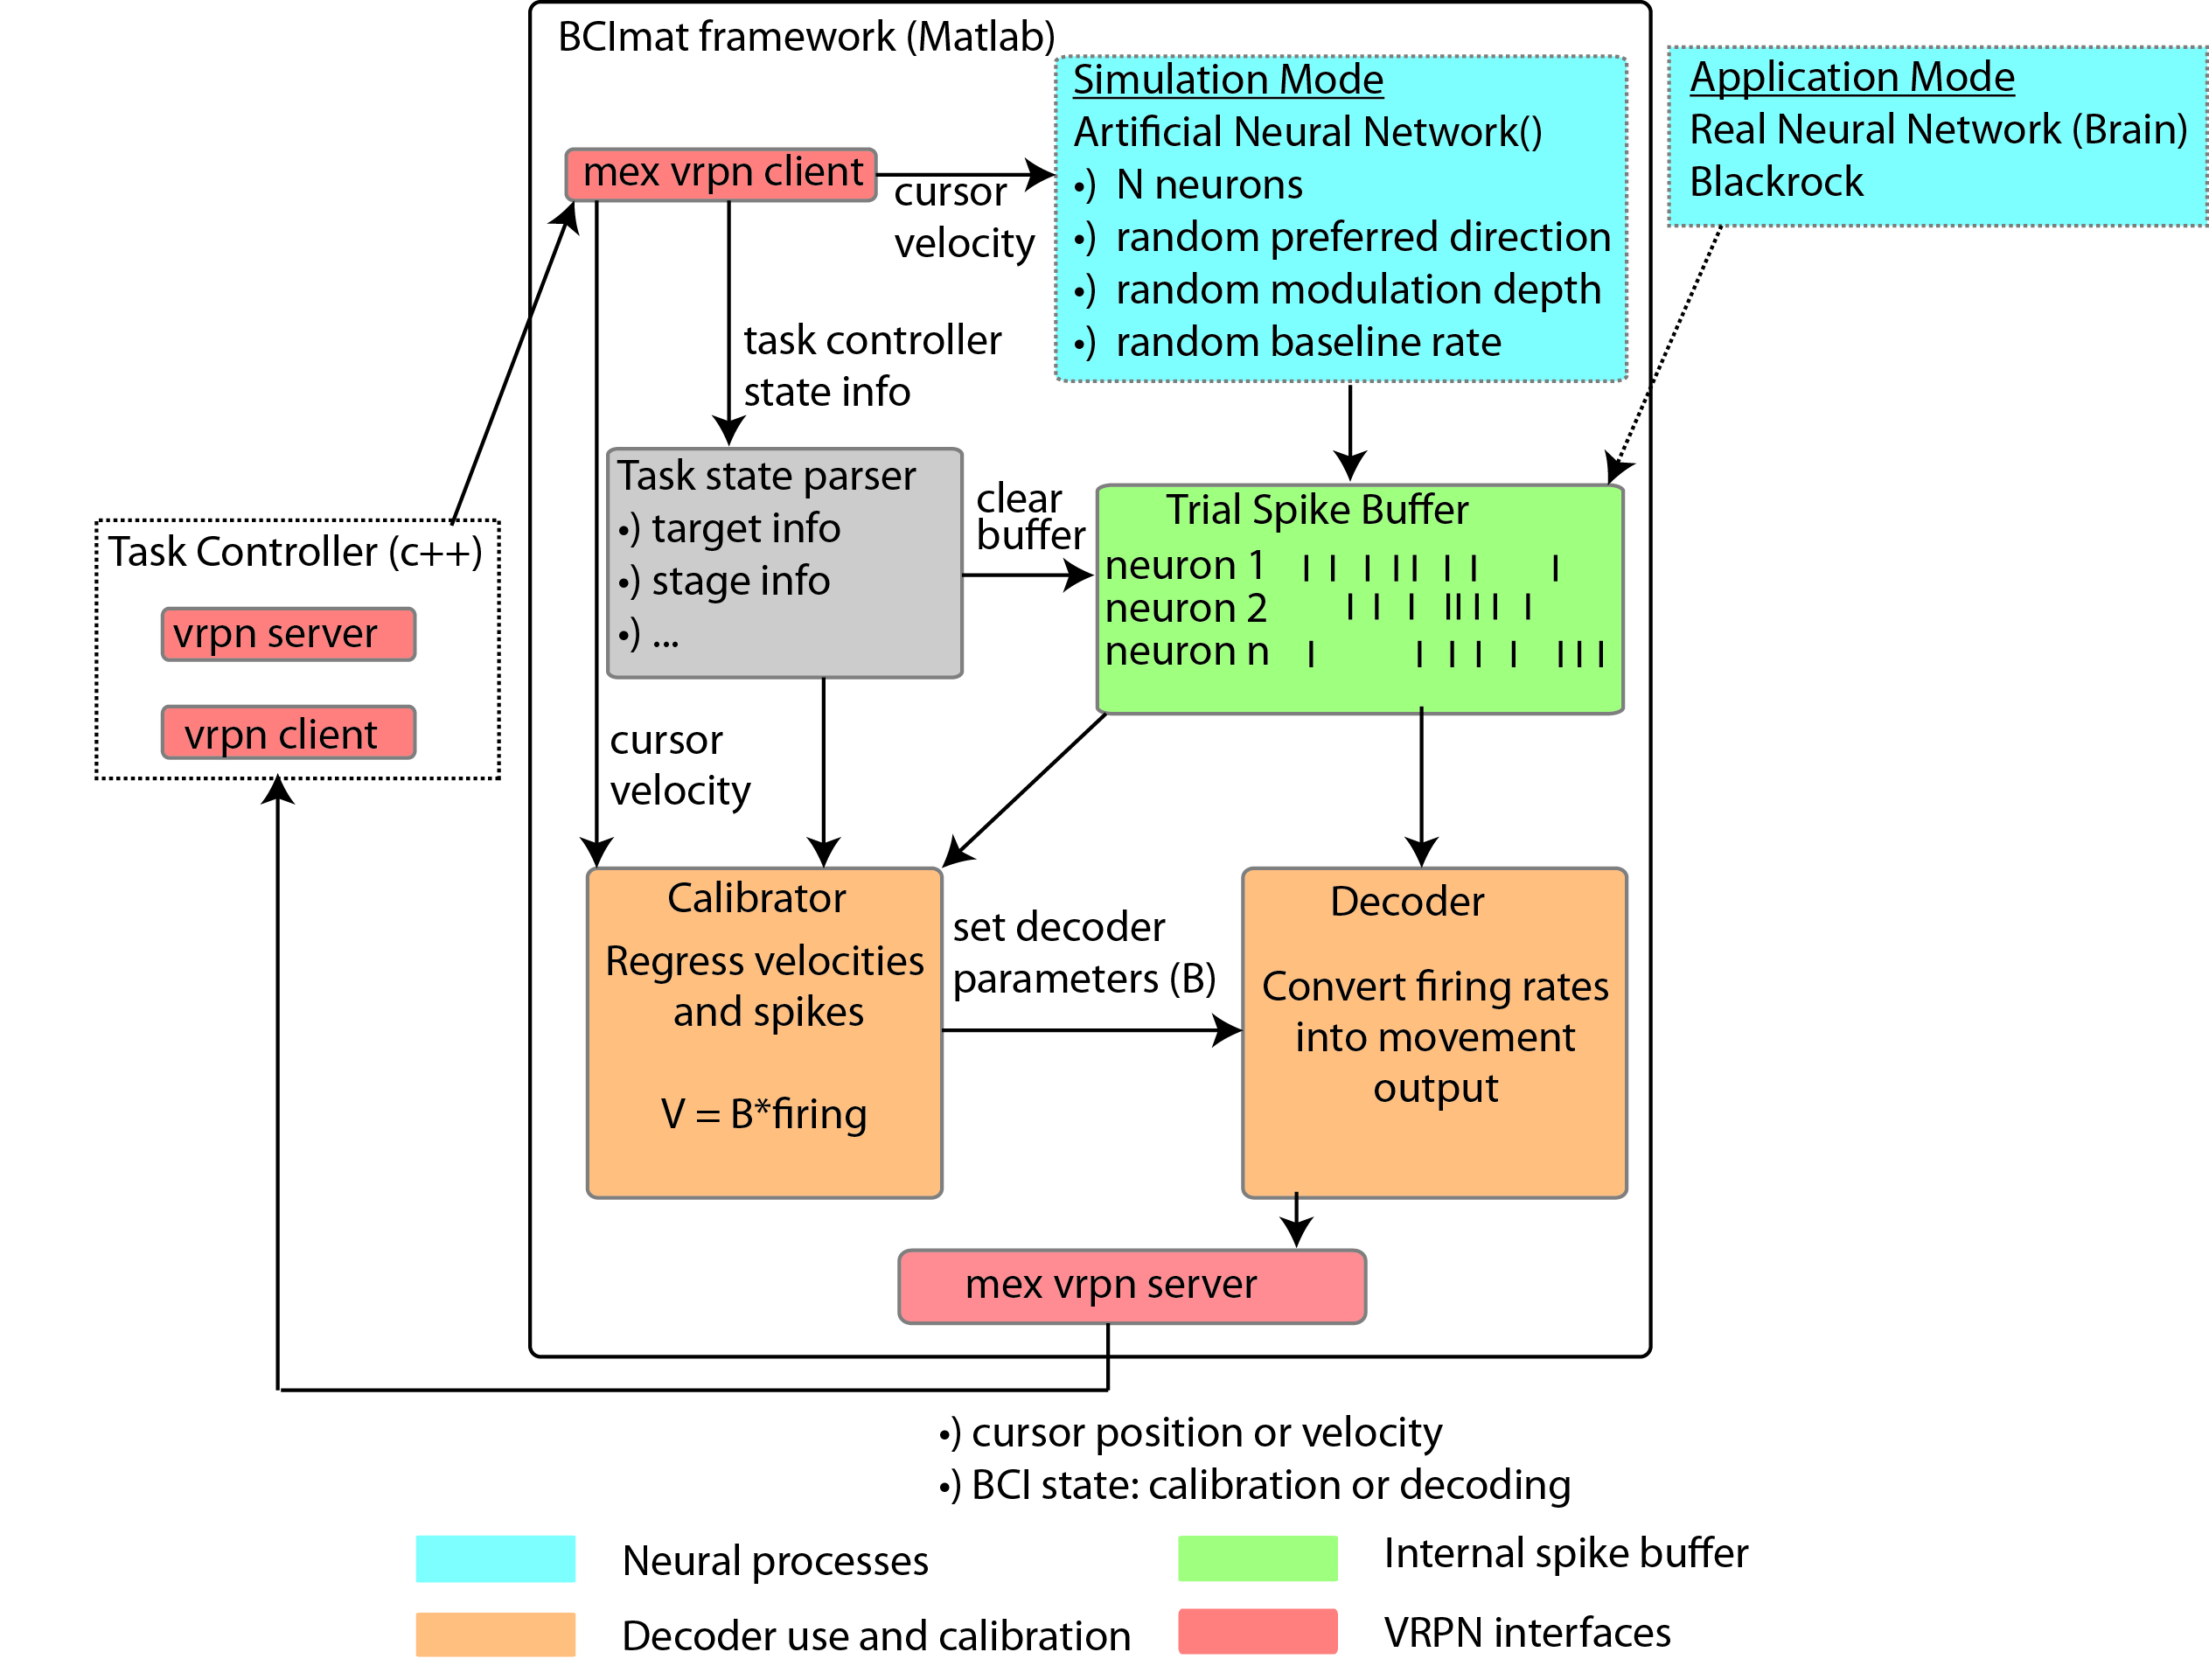 BCImat framework (Matlab)
Simulation Mode
Artificial Neural Network()
•) N neurons
•) random preferred direction
•) random modulation depth
•) random baseline rate
Application Mode
Real Neural Network (Brain)
Blackrock
mex vrpn client
cursor
velocity
task controller
state info
Task state parser
•) target info
•) stage info
•) ...
clear
buffer
Trial Spike Buffer
neuron 1
neuron 2
neuron n
Task Controller (c++)
vrpn server
vrpn client
cursor
velocity
Calibrator
Regress velocities
and spikes
V = B*firing
set decoder
parameters (B)
Decoder
Convert firing rates
into movement
output
mex vrpn server
•) cursor position or velocity
•) BCI state: calibration or decoding
Neural processes
Internal spike buffer
Decoder use and calibration
VRPN interfaces